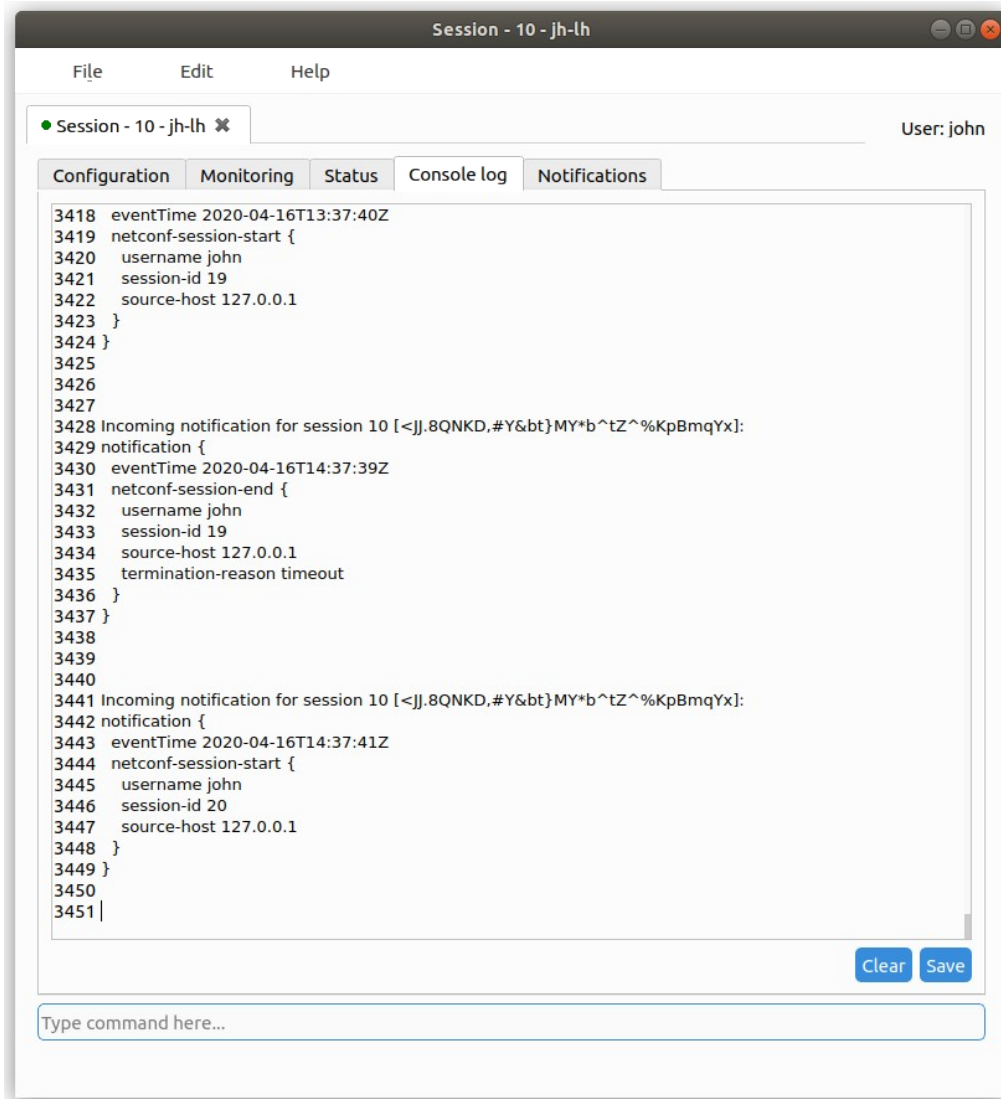 Session - 10 - jh-lh
File Edit Help
Session - 10 - jh-lh ✖
User: john
Configuration Monitoring Status Console log Notifications
3418 eventTime 2020-04-16T13:37:40Z
3419 netconf-session-start {
3420 username john
3421 session-id 19
3422 source-host 127.0.0.1
3423 }
3424 }
3425
3426
3427
3428 Incoming notification for session 10 [<JJ.8QNKD,#Y&bt}MY*b^tZ^%KpBmqYx]:
3429 notification {
3430 eventTime 2020-04-16T14:37:39Z
3431 netconf-session-end {
3432 username john
3433 session-id 19
3434 source-host 127.0.0.1
3435 termination-reason timeout
3436 }
3437 }
3438
3439
3440
3441 Incoming notification for session 10 [<JJ.8QNKD,#Y&bt}MY*b^tZ^%KpBmqYx]:
3442 notification {
3443 eventTime 2020-04-16T14:37:41Z
3444 netconf-session-start {
3445 username john
3446 session-id 20
3447 source-host 127.0.0.1
3448 }
3449 }
3450
3451
Clear Save
Type command here...